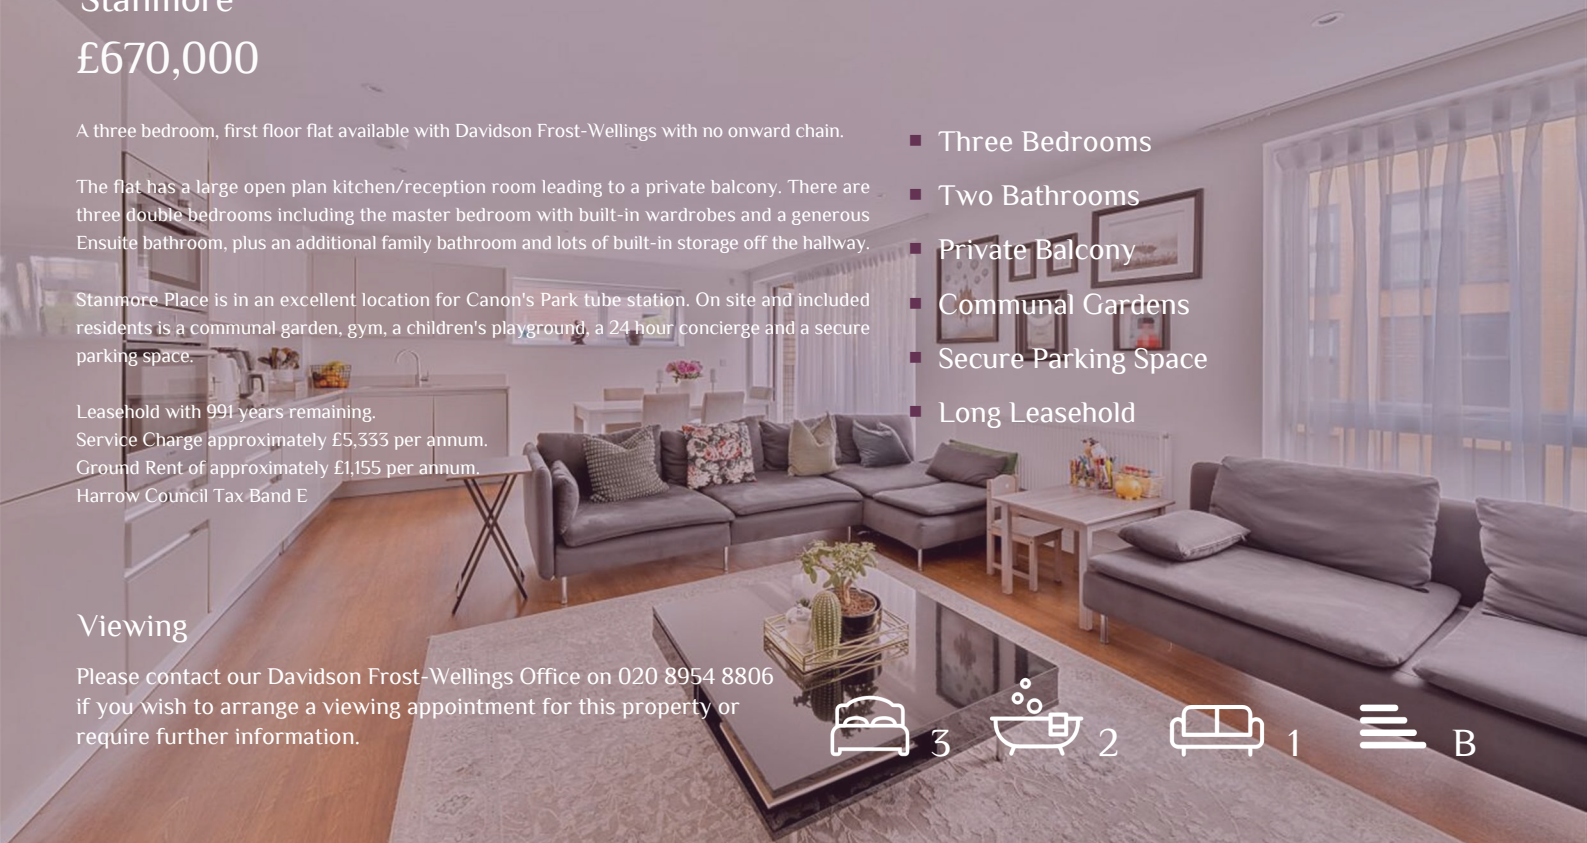 Stanmore
£670,000
A three bedroom, first floor flat available with Davidson Frost-Wellings with no onward chain.
The flat has a large open plan kitchen/reception room leading to a private balcony. There are
three double bedrooms including the master bedroom with built-in wardrobes and a generous
Ensuite bathroom, plus an additional family bathroom and lots of built-in storage off the hallway.
Stanmore Place is in an excellent location for Canon's Park tube station. On site and included
residents is a communal garden, gym, a children's playground, a 24 hour concierge and a secure
parking space.
Leasehold with 991 years remaining.
Service Charge approximately £5,333 per annum.
Ground Rent of approximately £1,155 per annum.
Harrow Council Tax Band E
Three Bedrooms
Two Bathrooms
Private Balcony
Communal Gardens
Secure Parking Space
Long Leasehold
Viewing
Please contact our Davidson Frost-Wellings Office on 020 8954 8806
if you wish to arrange a viewing appointment for this property or
require further information.
3 2 1 B